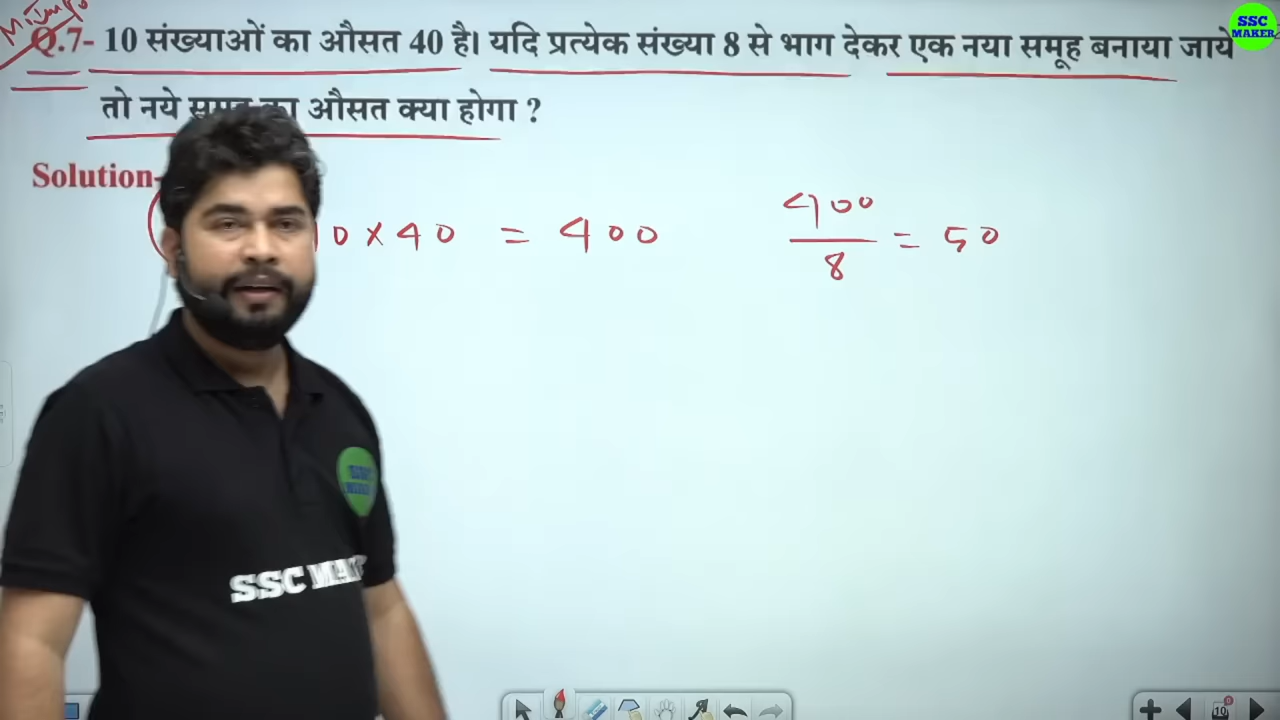 SSC
MAKER
Q.7- 10 संख्याओं का औसत 40 है। यदि प्रत्येक संख्या 8 से भाग देकर एक नया समूह बनाया जाये
तो नये का औसत क्या होगा ?
Solution-
0 × 40 = 400
400
8
= 50
SSC
10